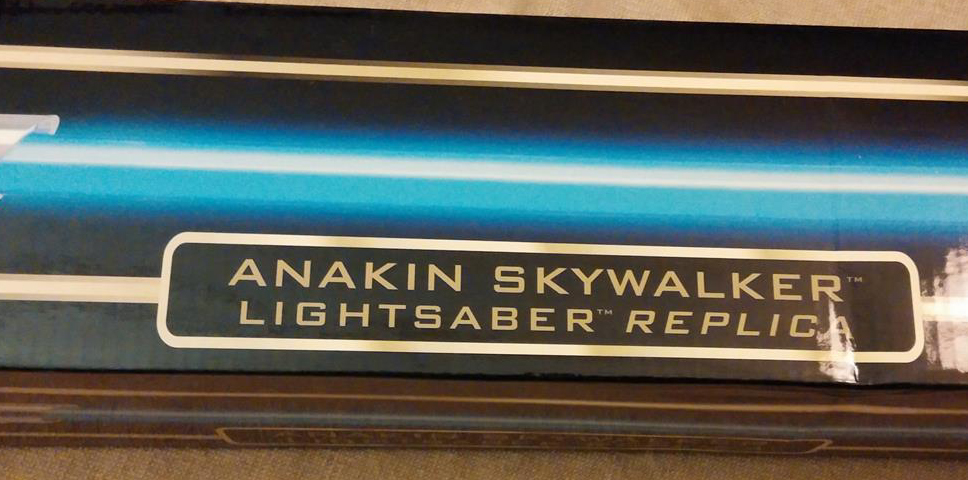 ANAKIN SKYWALKER™
LIGHTSABER™ REPLICA